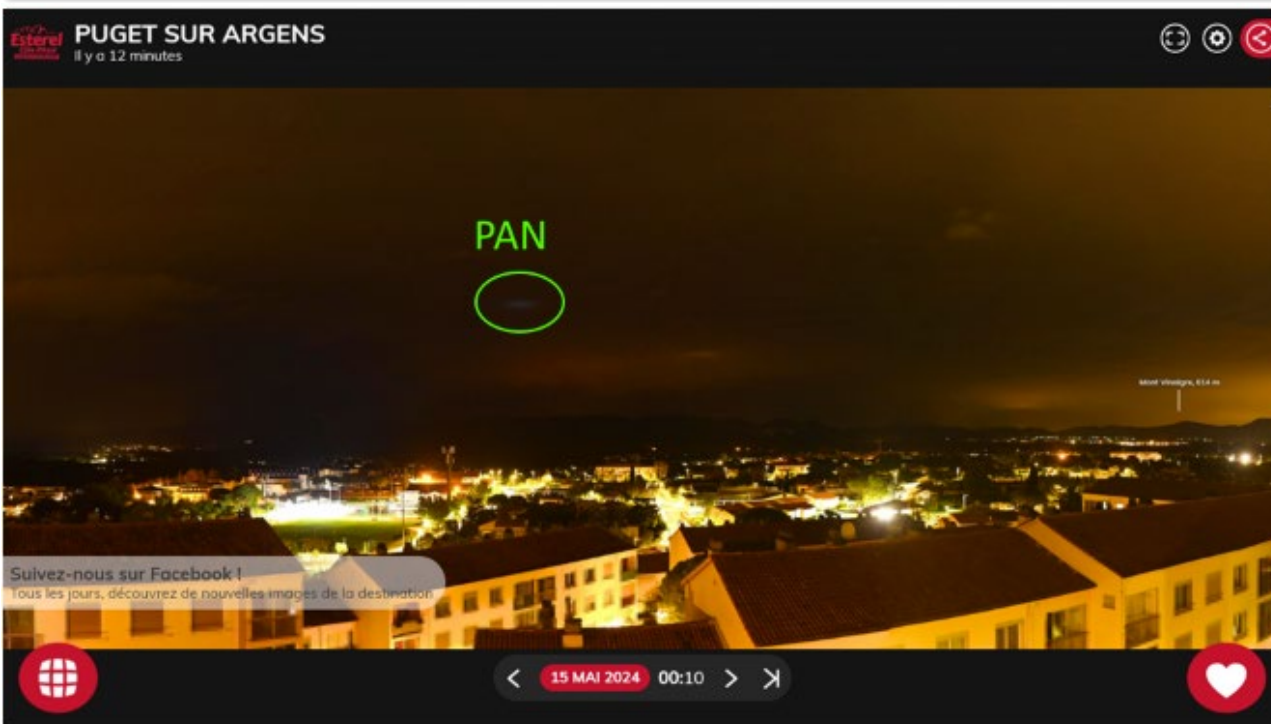 Esterel
PUGET SUR ARGENS
Il y a 12 minutes
PAN
Mont Vinaigre, 614 m
Suivez-nous sur Facebook !
Tous les jours, découvrez de nouvelles images de la destination
15 MAI 2024 00:10